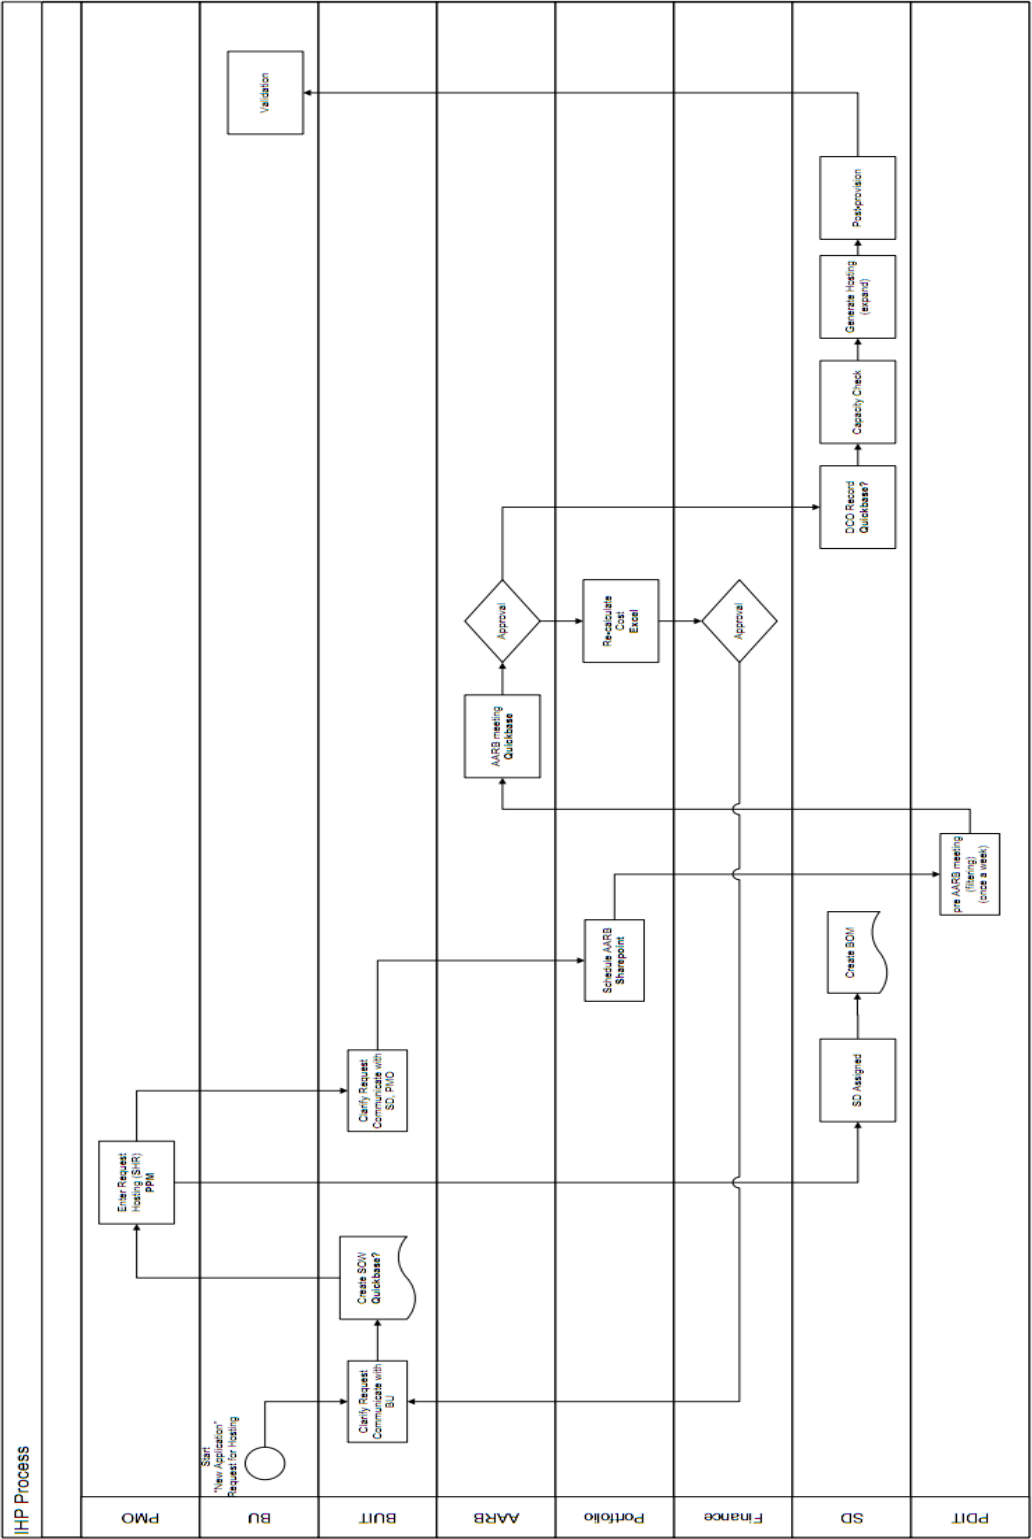 IHP Process
PMO
BU
BUIT
AARB
Portfolio
Finance
SD
PDIT
Start
"New Application"
Request for Hosting
Clarify Request
Communicate with
BU
Create SOW
Quickbase?
Enter Request
Hosting (SHR)
PPM
Clarify Request
Communicate with
SD, PMO
SD Assigned
Create BOM
Schedule AARB
Sharepoint
pre AARB meeting
(filtering)
(once a week)
AARB meeting
Quickbase
Approval
Re-calculate
Cost
Excel
Approval
DCO Record
Quickbase?
Capacity Check
Generate Hosting
(expand)
Post-provision
Validation